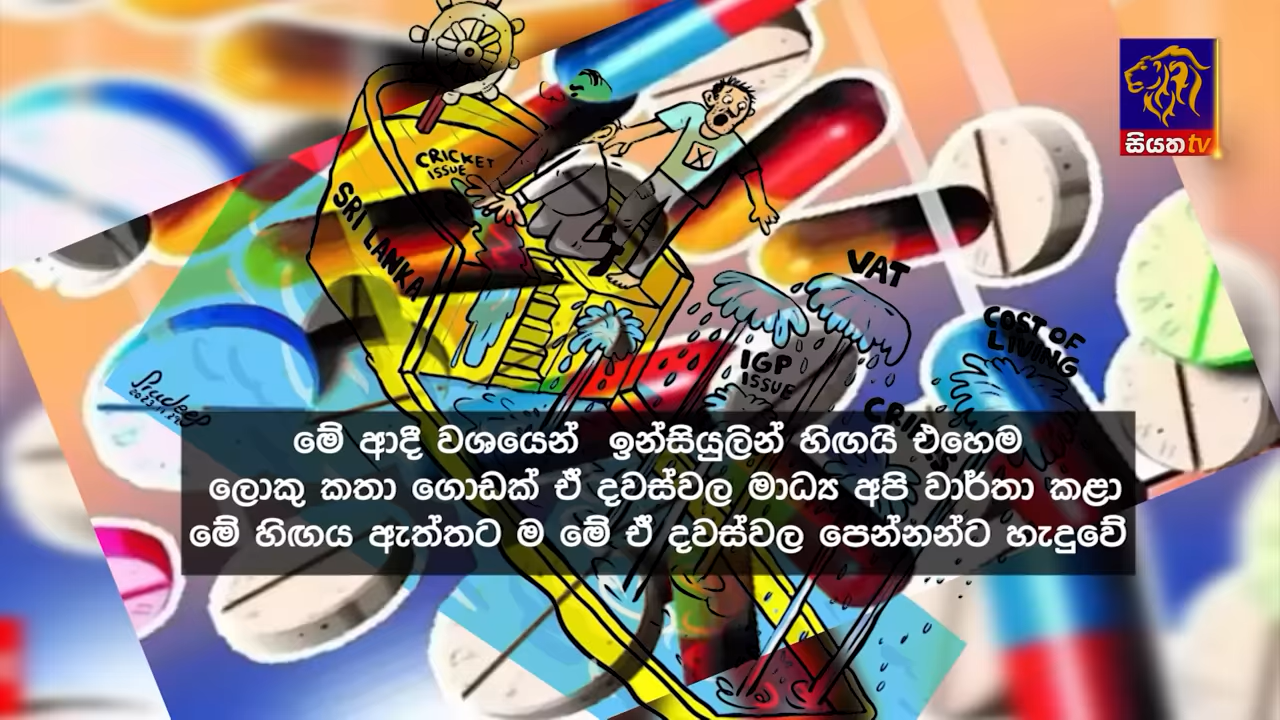 සියත tv
CRICKET
ISSUE
SRI LANKA
VAT
COST OF
LIVING
IGP
ISSUE
Pradeep
මේ ආදී වශයෙන්  ඉන්සියුලින් හිඟයි එහෙම
ලොකු කතා ගොඩක් ඒ දවස්වල මාධ්‍ය අපි වාර්තා කළා
මේ හිඟය ඇත්තට ම මේ ඒ දවස්වල පෙන්නන්ට හැදුවේ